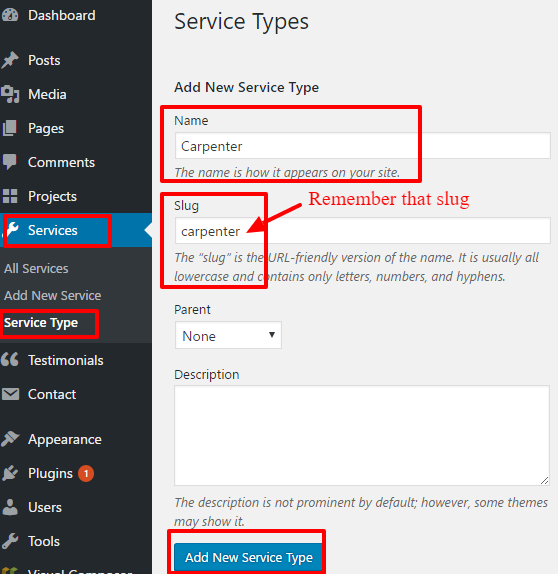 Dashboard
Posts
Media
Pages
Comments
Projects
Services
All Services
Add New Service
Service Type
Testimonials
Contact
Appearance
Plugins 1
Users
Tools
Visual Composer
Service Types
Add New Service Type
Name
Carpenter
The name is how it appears on your site.
Slug
Remember that slug
carpenter
The “slug” is the URL-friendly version of the name. It is usually all
lowercase and contains only letters, numbers, and hyphens.
Parent
None
Description
The description is not prominent by default; however, some themes
may show it.
Add New Service Type